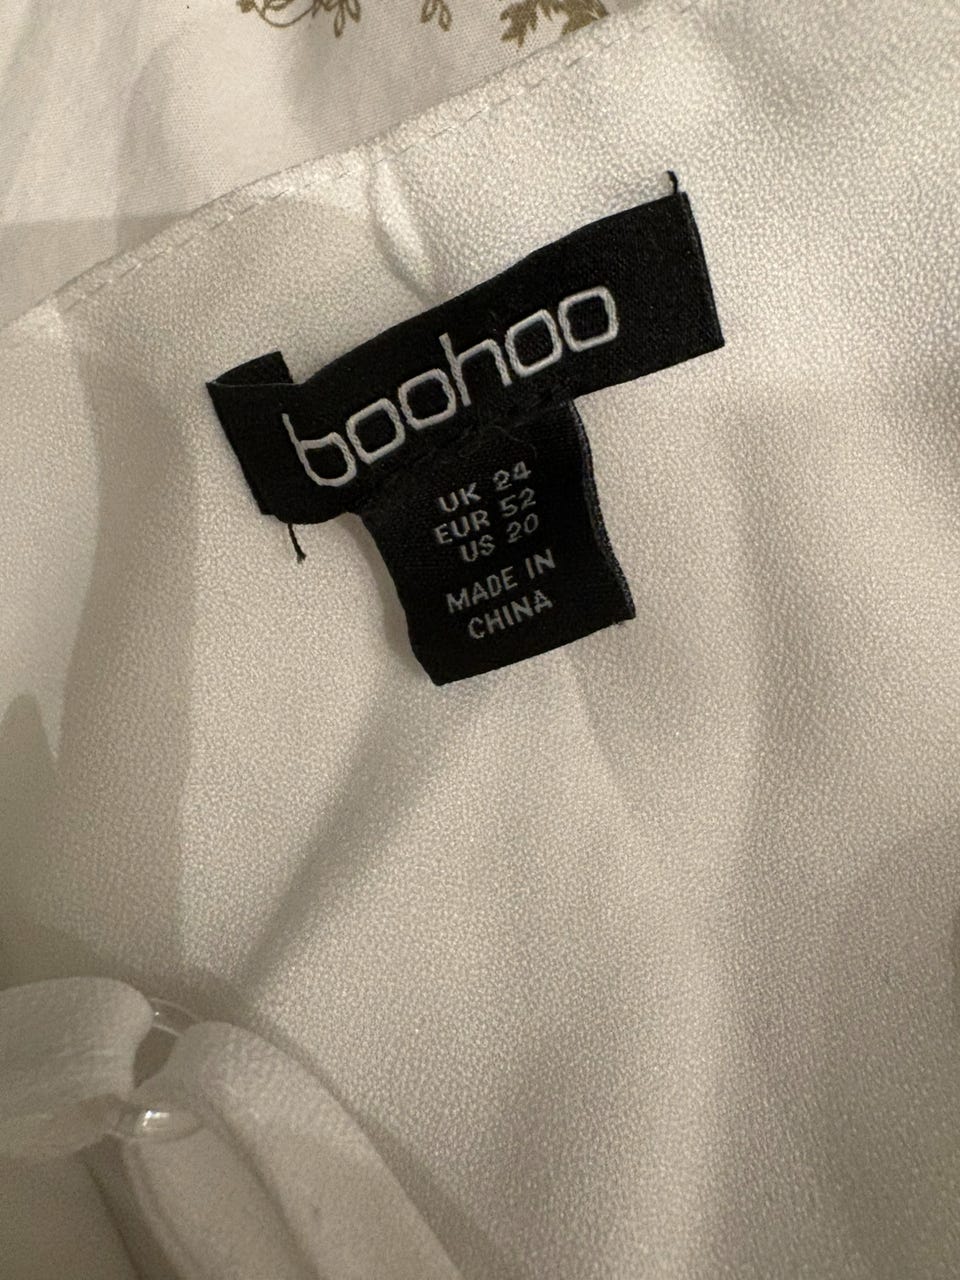 boohoo
UK 24
EUR 52
US 20
MADE IN
CHINA